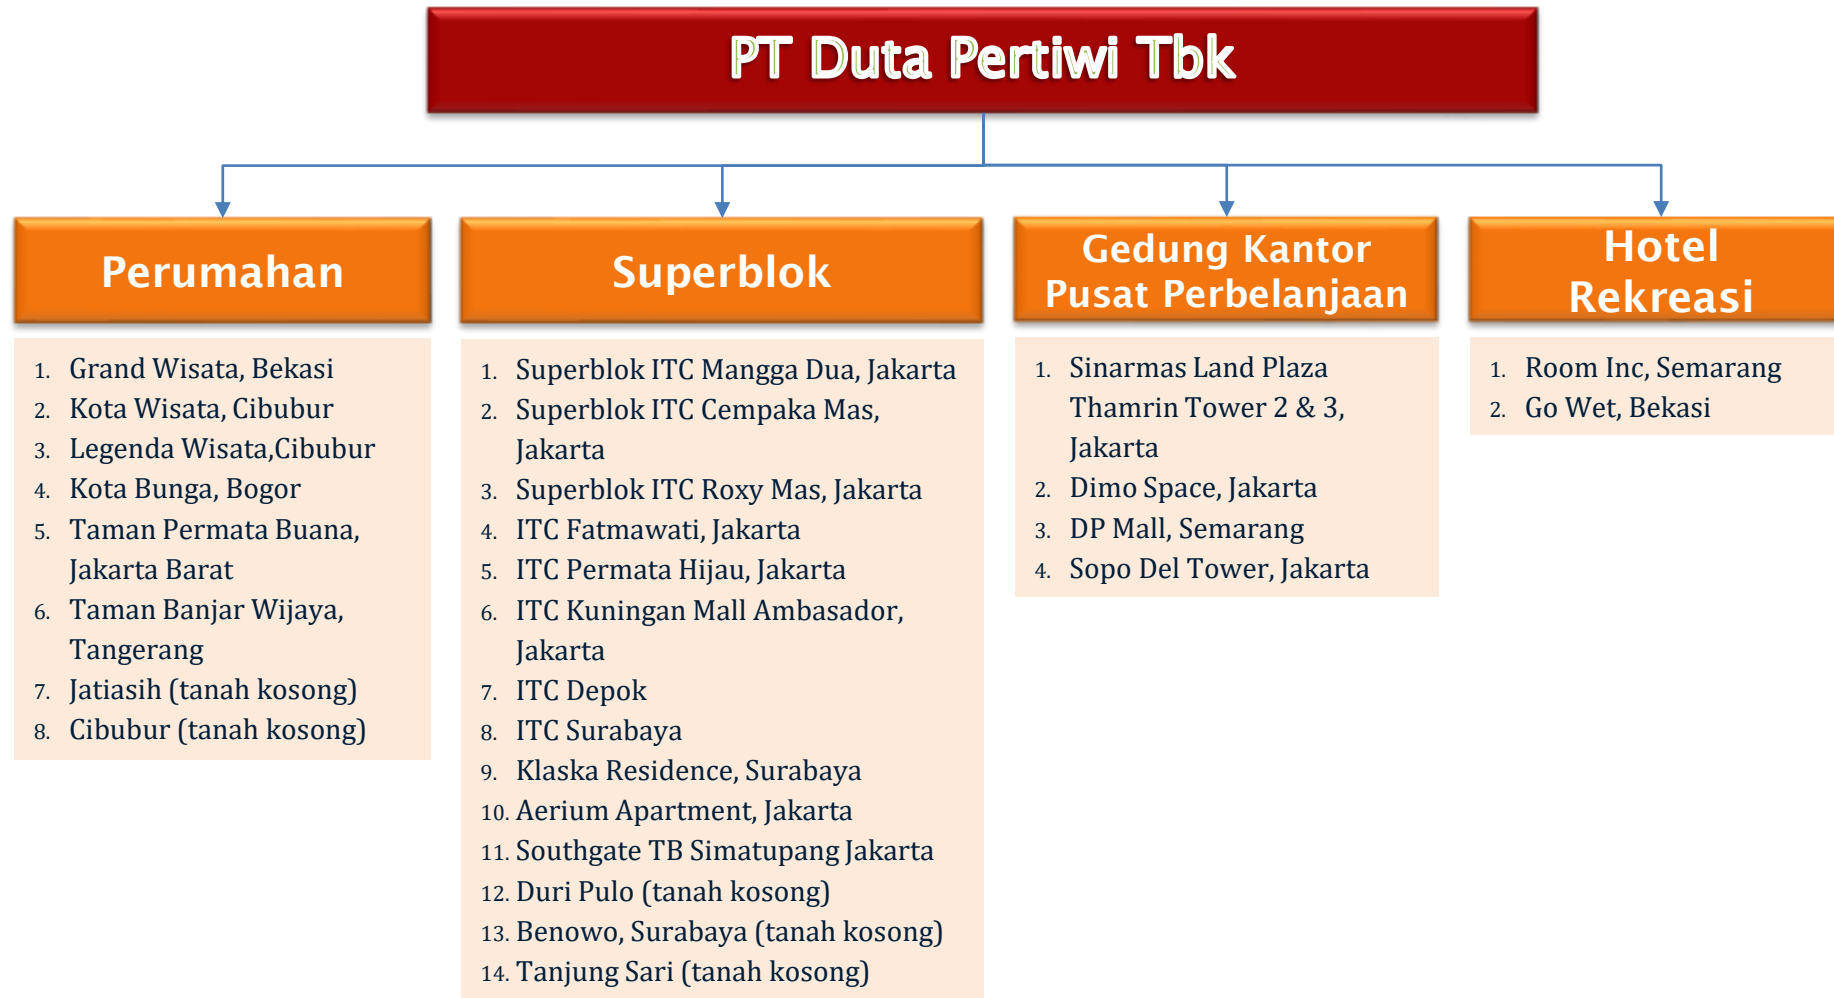 PT Duta Pertiwi Tbk
Perumahan
1. Grand Wisata, Bekasi
2. Kota Wisata, Cibubur
3. Legenda Wisata,Cibubur
4. Kota Bunga, Bogor
5. Taman Permata Buana,
Jakarta Barat
6. Taman Banjar Wijaya,
Tangerang
7. Jatiasih (tanah kosong)
8. Cibubur (tanah kosong)
Superblok
1. Superblok ITC Mangga Dua, Jakarta
2. Superblok ITC Cempaka Mas,
Jakarta
3. Superblok ITC Roxy Mas, Jakarta
4. ITC Fatmawati, Jakarta
5. ITC Permata Hijau, Jakarta
6. ITC Kuningan Mall Ambasador,
Jakarta
7. ITC Depok
8. ITC Surabaya
9. Klaska Residence, Surabaya
10. Aerium Apartment, Jakarta
11. Southgate TB Simatupang Jakarta
12. Duri Pulo (tanah kosong)
13. Benowo, Surabaya (tanah kosong)
14. Tanjung Sari (tanah kosong)
Gedung Kantor
Pusat Perbelanjaan
1. Sinarmas Land Plaza
Thamrin Tower 2 & 3,
Jakarta
2. Dimo Space, Jakarta
3. DP Mall, Semarang
4. Sopo Del Tower, Jakarta
Hotel
Rekreasi
1. Room Inc, Semarang
2. Go Wet, Bekasi